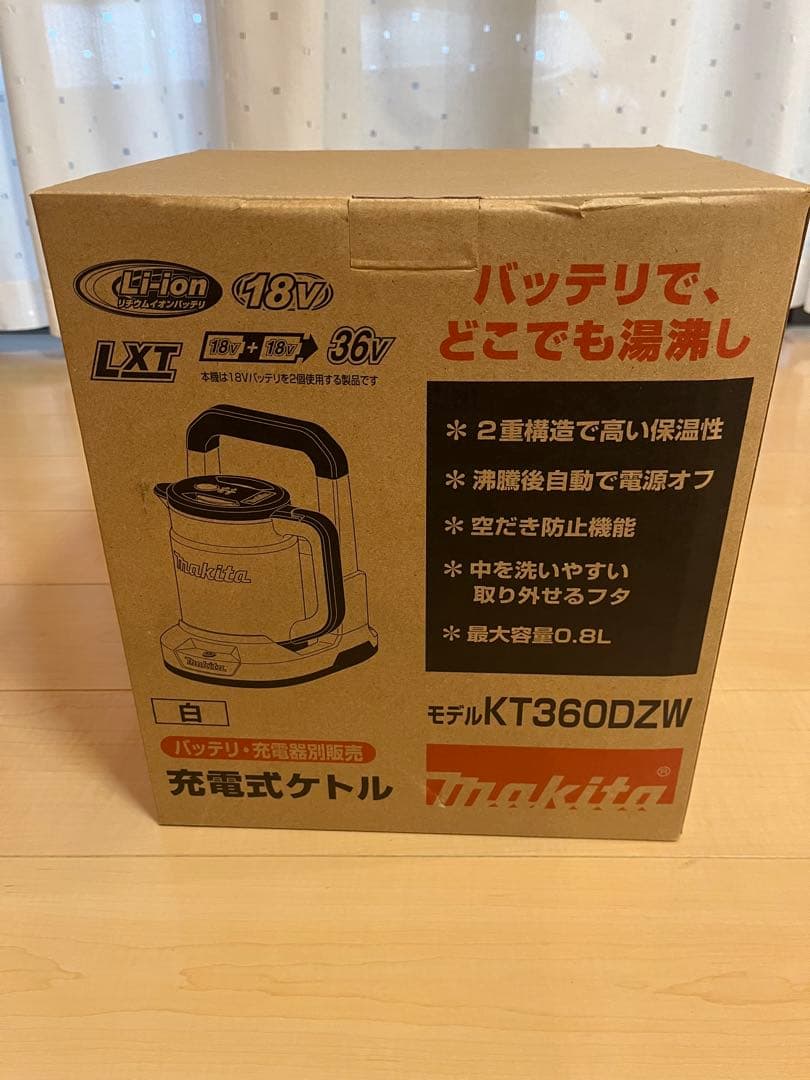 Li-ion
リチウムイオンバッテリ
18V
LXT
18V + 18V 36V
本機は18Vバッテリを2個使用する製品です
バッテリで、
どこでも湯沸し
＊2重構造で高い保温性
＊沸騰後自動で電源オフ
＊空だき防止機能
＊中を洗いやすい
取り外せるフタ
＊最大容量0.8L
makita
makita
白
バッテリ・充電器別販売
充電式ケトル
モデルKT360DZW
makita®